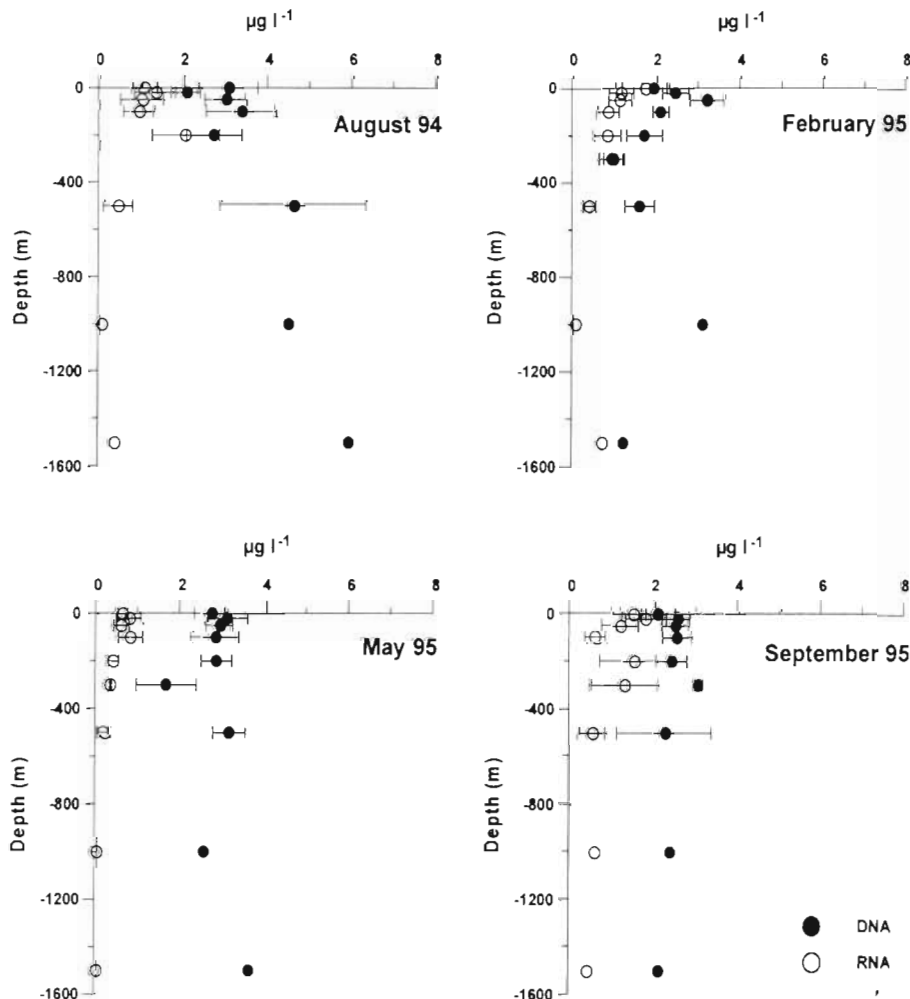 µg l⁻¹
0 2 4 6 8
0
-400
-800
-1200
-1600
Depth (m)
August 94
µg l⁻¹
0 2 4 6 8
0
-400
-800
-1200
-1600
Depth (m)
February 95
µg l⁻¹
0 2 4 6 8
0
-400
-800
-1200
-1600
Depth (m)
May 95
µg l⁻¹
0 2 4 6 8
0
-400
-800
-1200
-1600
Depth (m)
September 95
DNA
RNA